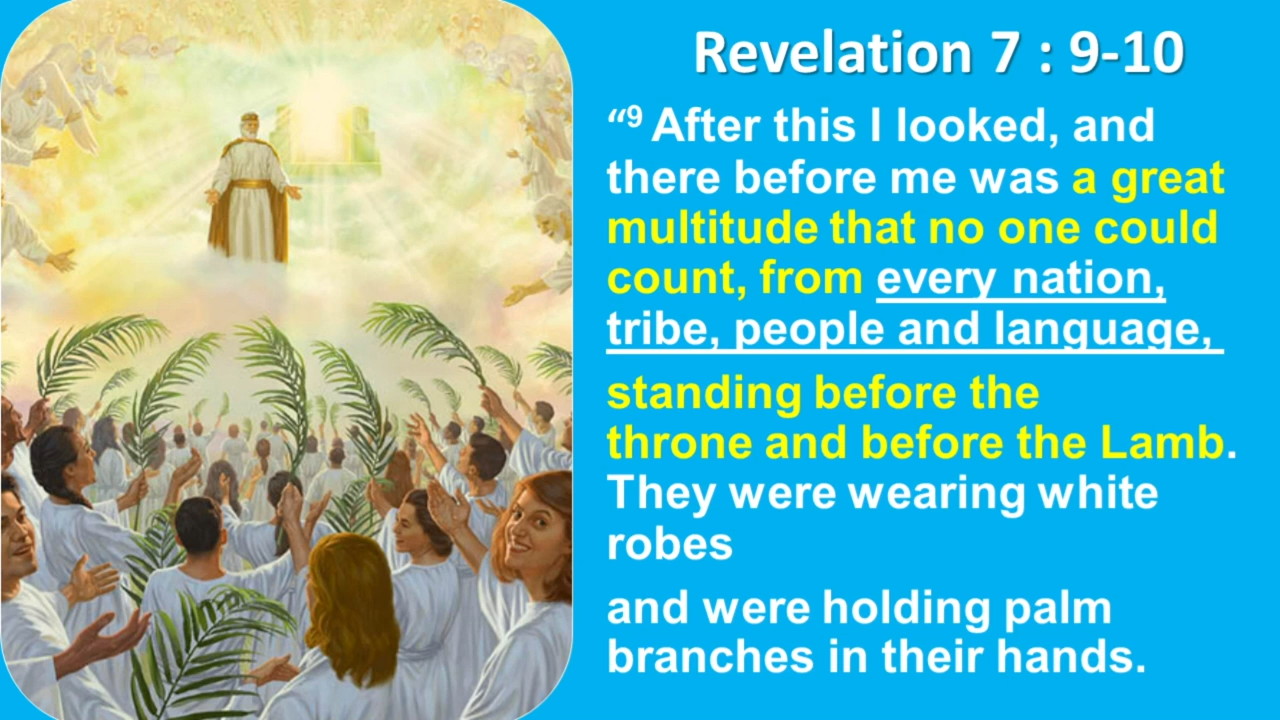 Revelation 7 : 9-10
“⁹ After this I looked, and
there before me was a great
multitude that no one could
count, from every nation,
tribe, people and language,
standing before the
throne and before the Lamb.
They were wearing white
robes
and were holding palm
branches in their hands.